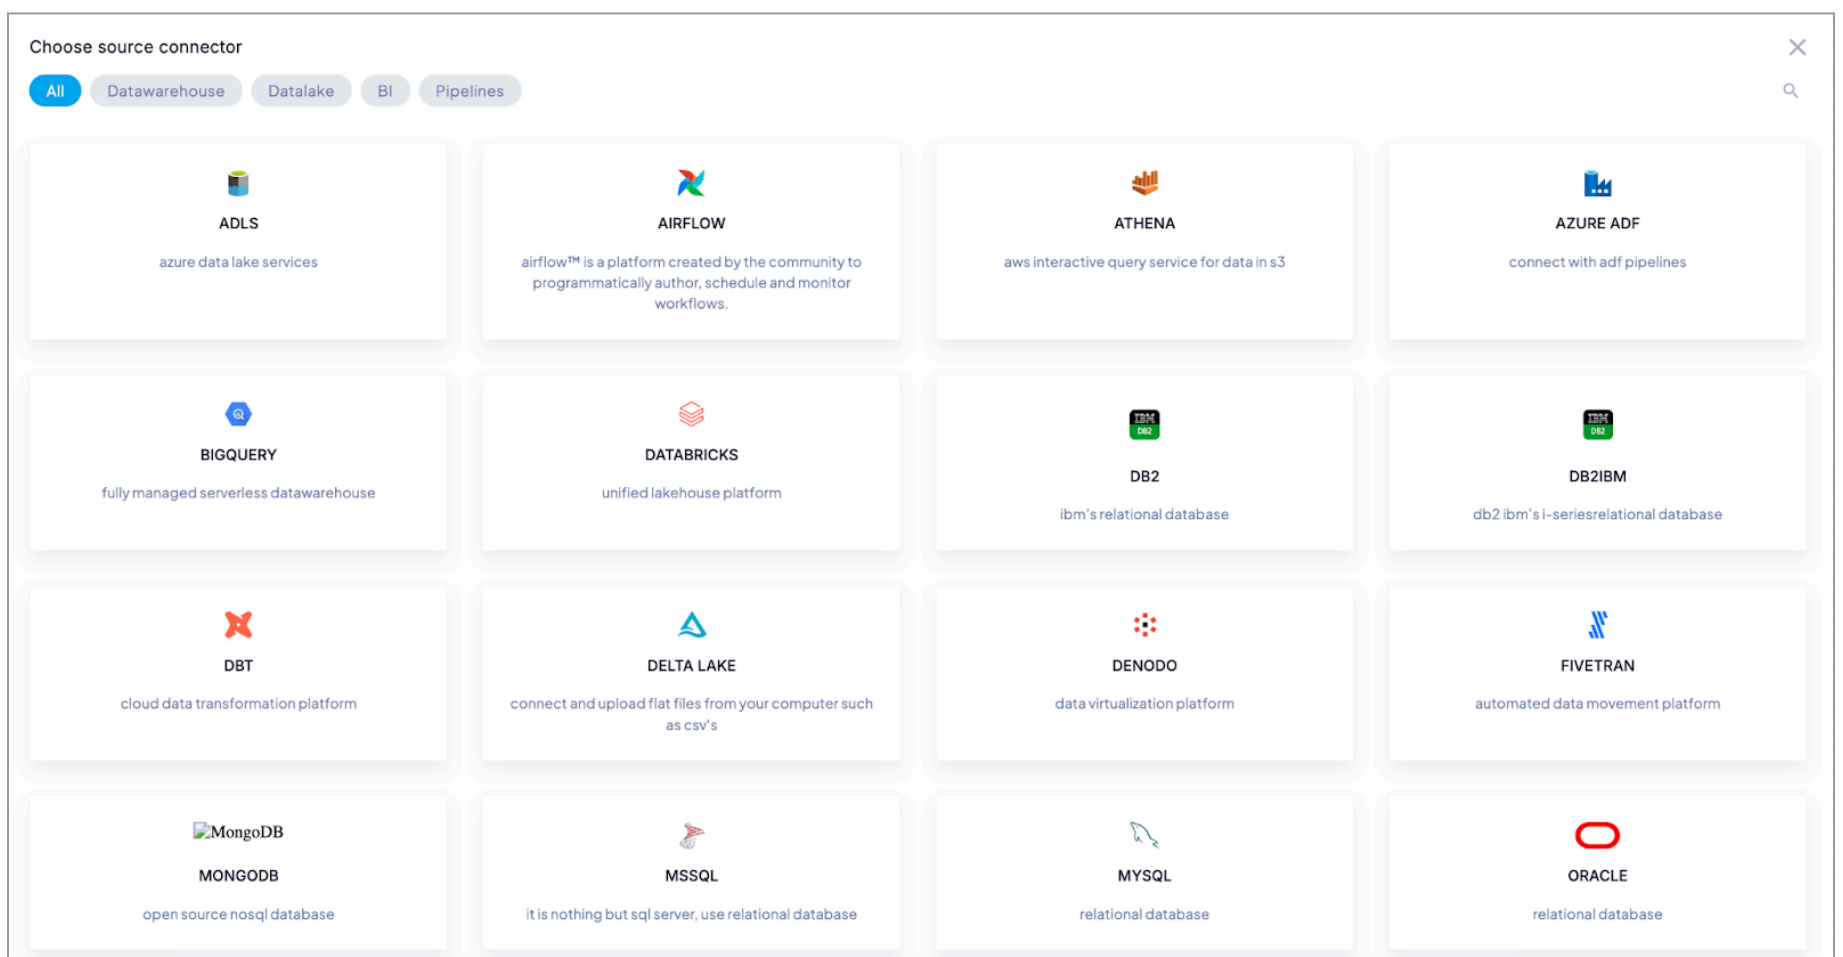 Choose source connector
All Datawarehouse Datalake BI Pipelines
ADLS
azure data lake services
AIRFLOW
airflow™ is a platform created by the community to
programmatically author, schedule and monitor
workflows.
ATHENA
aws interactive query service for data in s3
AZURE ADF
connect with adf pipelines
BIGQUERY
fully managed serverless datawarehouse
DATABRICKS
unified lakehouse platform
IBM
DB2
DB2
ibm's relational database
IBM
DB2
DB2IBM
db2 ibm's i-seriesrelational database
DBT
cloud data transformation platform
DELTA LAKE
connect and upload flat files from your computer such
as csv's
DENODO
data virtualization platform
FIVETRAN
automated data movement platform
MongoDB
MONGODB
open source nosql database
MSSQL
it is nothing but sql server, use relational database
MYSQL
relational database
ORACLE
relational database